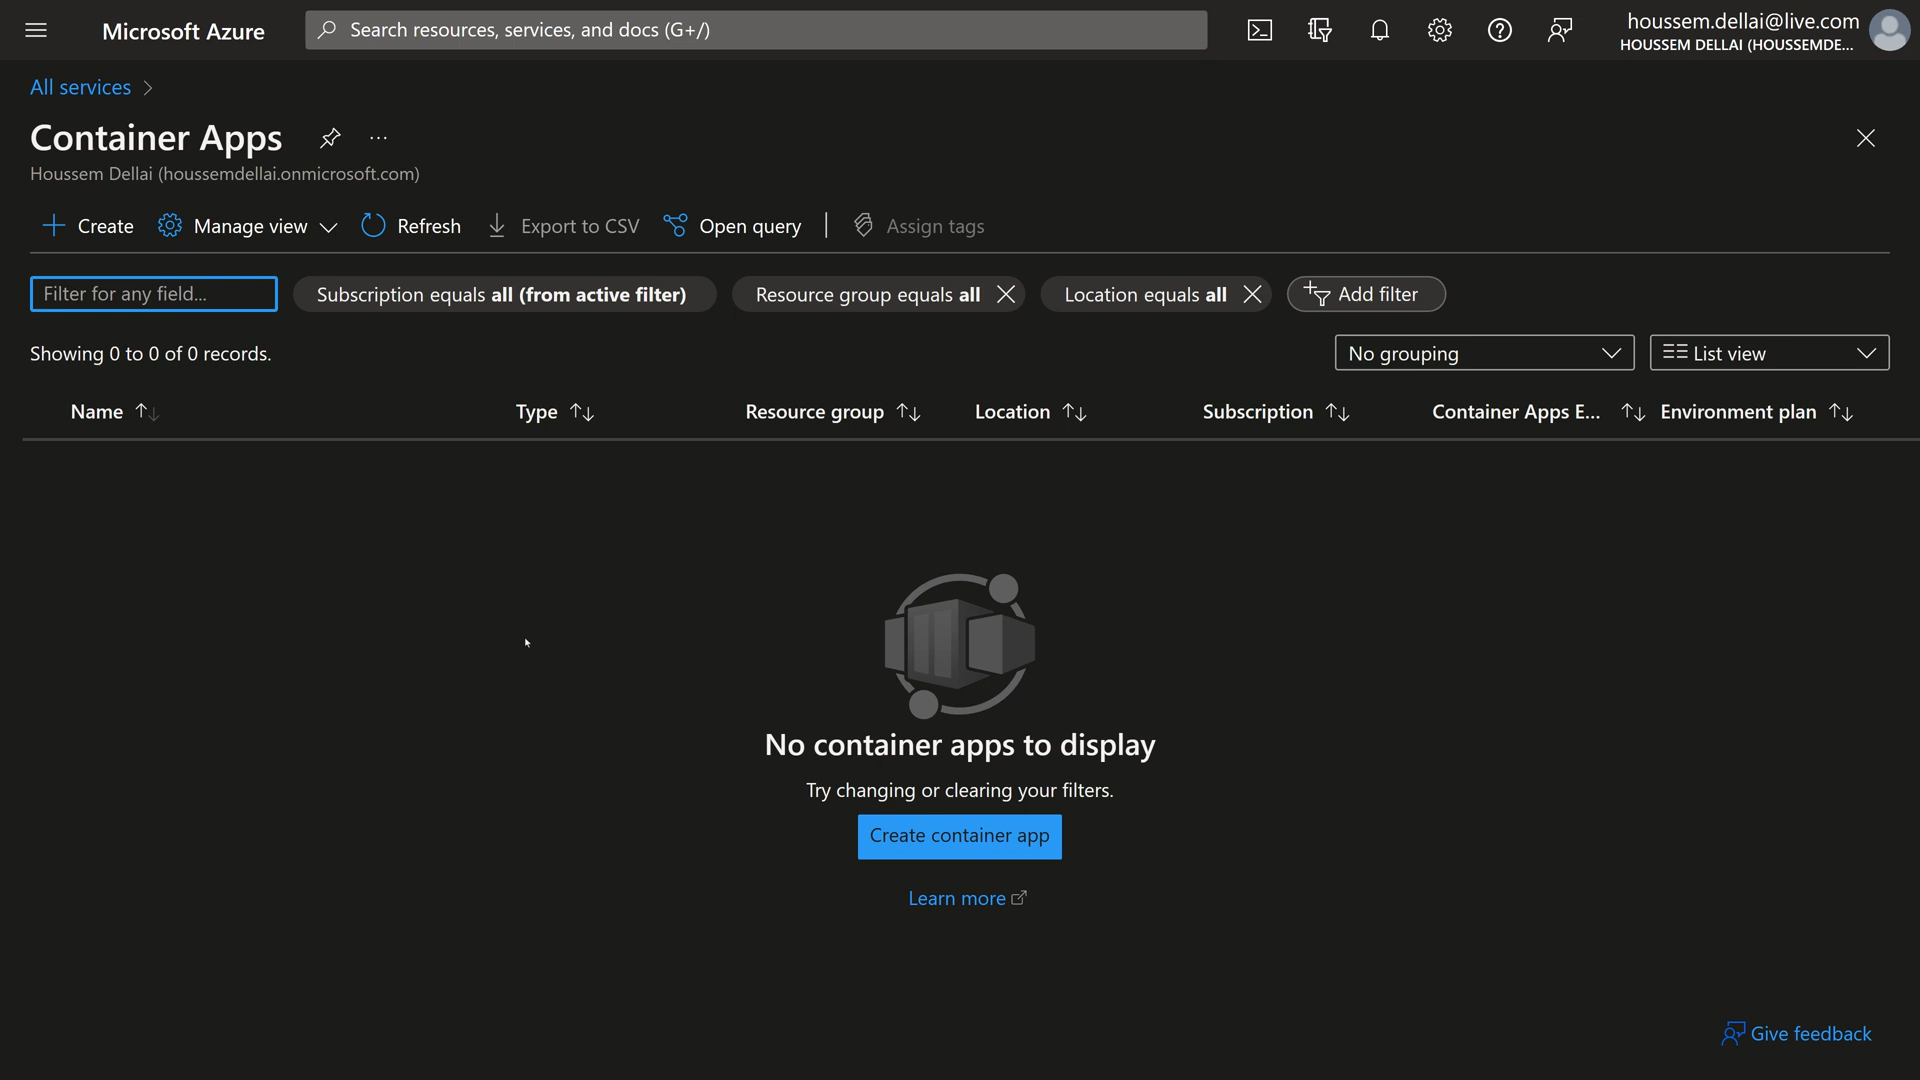 Microsoft Azure
Search resources, services, and docs (G+/)
houssem.dellai@live.com
HOUSSEM DELLAI (HOUSSEMDE...
All services
Container Apps
Houssem Dellai (houssemdellai.onmicrosoft.com)
Create
Manage view
Refresh
Export to CSV
Open query
Assign tags
Filter for any field...
Subscription equals all (from active filter)
Resource group equals all
Location equals all
Add filter
Showing 0 to 0 of 0 records.
No grouping
List view
Name
Type
Resource group
Location
Subscription
Container Apps E...
Environment plan
No container apps to display
Try changing or clearing your filters.
Create container app
Learn more
Give feedback